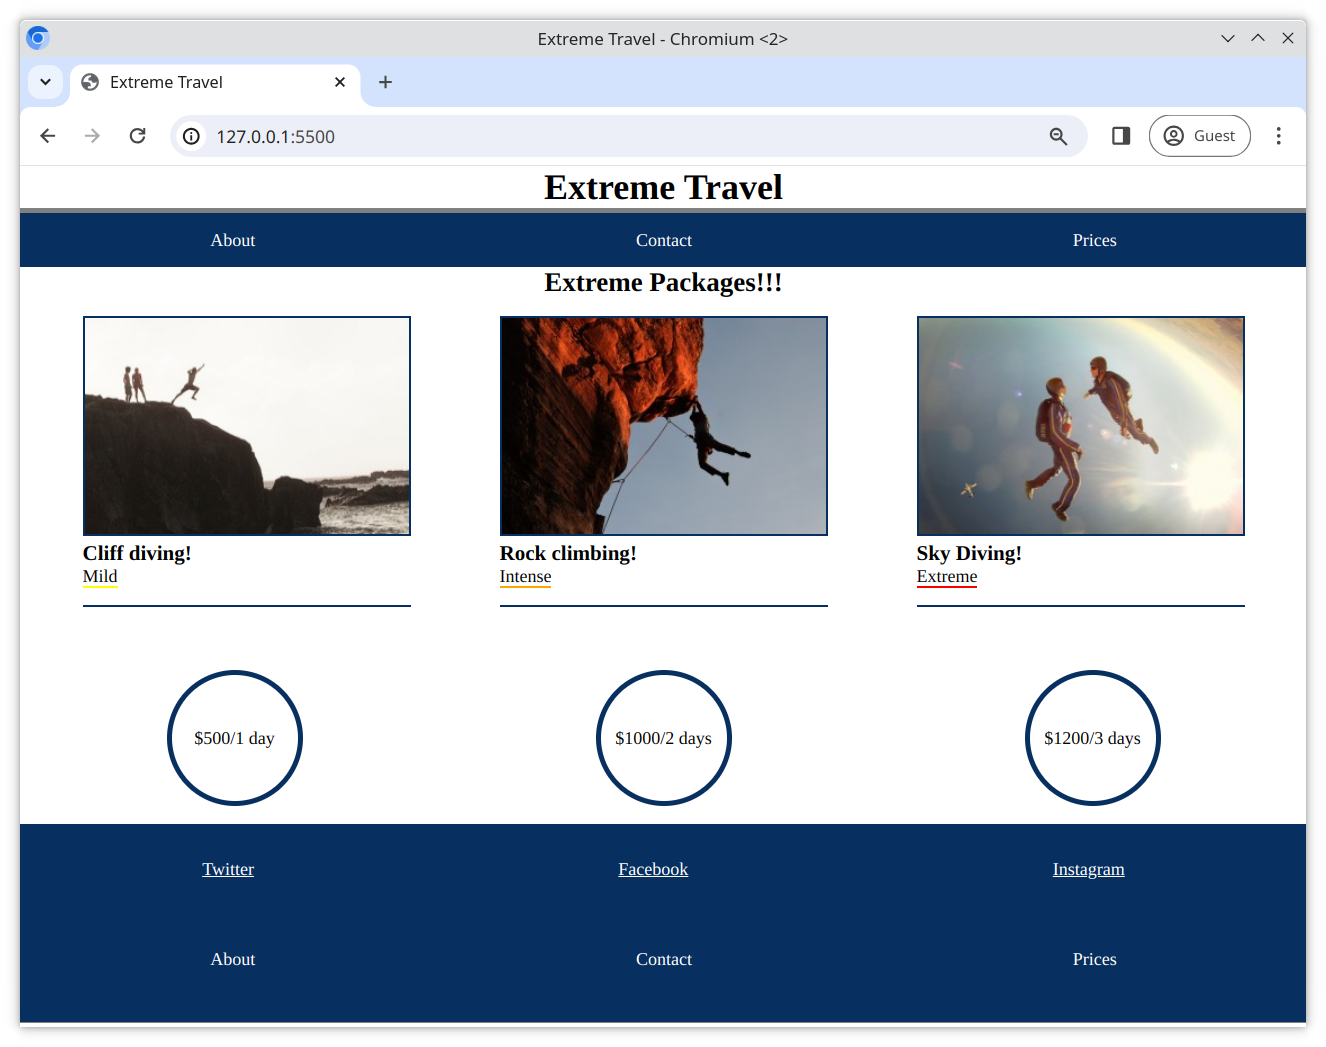 Extreme Travel - Chromium <2>
Extreme Travel
127.0.0.1:5500
Guest
Extreme Travel
About Contact Prices
Extreme Packages!!!
Cliff diving! Rock climbing! Sky Diving!
Mild Intense Extreme
$500/1 day $1000/2 days $1200/3 days
Twitter Facebook Instagram
About Contact Prices